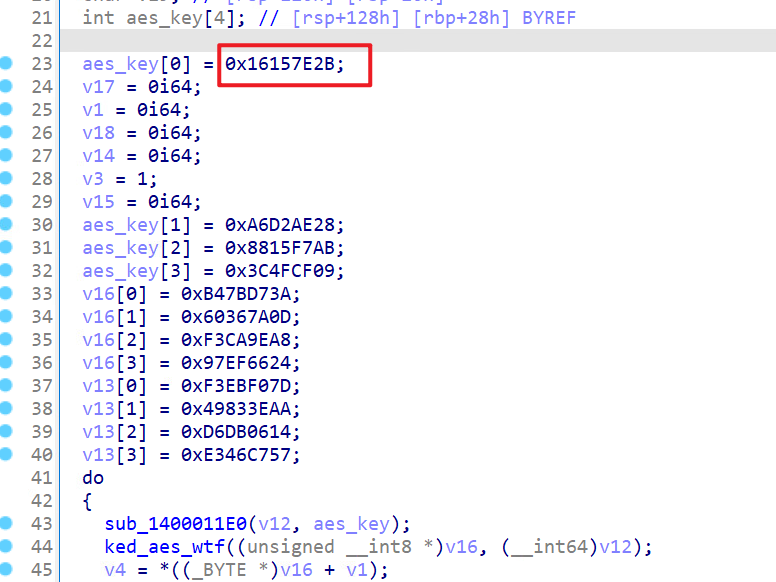 21 int aes_key[4]; // [rsp+128h] [rbp+28h] BYREF
22
23 aes_key[0] = 0x16157E2B;
24 v17 = 0i64;
25 v1 = 0i64;
26 v18 = 0i64;
27 v14 = 0i64;
28 v3 = 1;
29 v15 = 0i64;
30 aes_key[1] = 0xA6D2AE28;
31 aes_key[2] = 0x8815F7AB;
32 aes_key[3] = 0x3C4FCF09;
33 v16[0] = 0xB47BD73A;
34 v16[1] = 0x60367A0D;
35 v16[2] = 0xF3CA9EA8;
36 v16[3] = 0x97EF6624;
37 v13[0] = 0xF3EBF07D;
38 v13[1] = 0x49833EAA;
39 v13[2] = 0xD6DB0614;
40 v13[3] = 0xE346C757;
41 do
42 {
43 sub_1400011E0(v12, aes_key);
44 ked_aes_wtf((unsigned __int8 *)v16, (__int64)v12);
45 v4 = *((_BYTE *)v16 + v1);